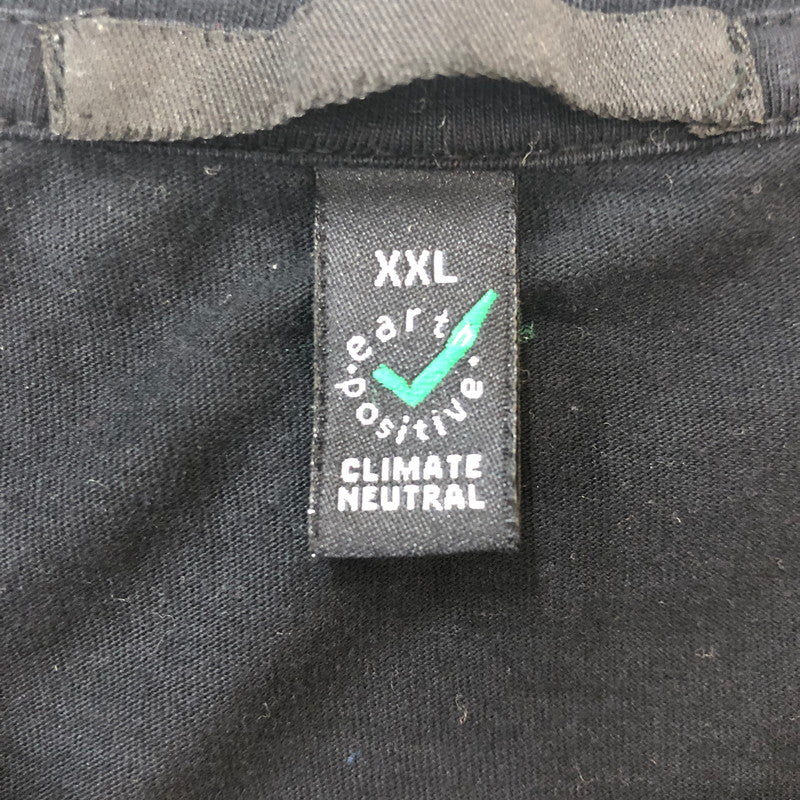 XXL
earth
positive
CLIMATE
NEUTRAL